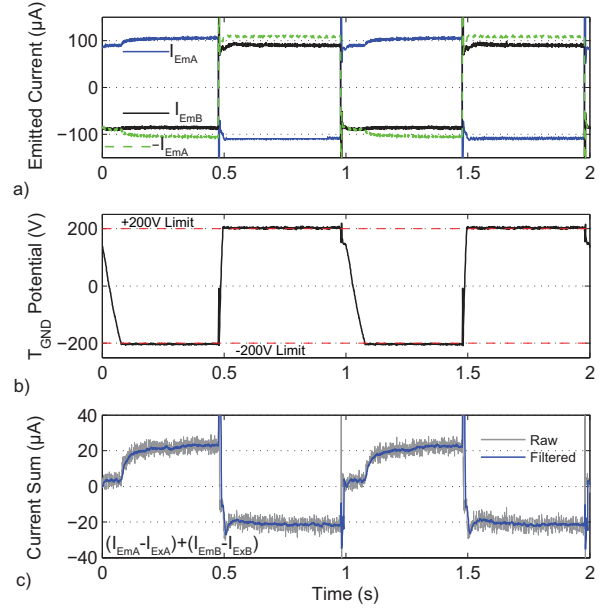 Emitted Current (µA)
100
0
−100
I_EmA
I_EmB
−I_EmA
0 0.5 1 1.5 2
a)
T_GND Potential (V)
200
0
−200
+200V Limit
-200V Limit
0 0.5 1 1.5 2
b)
Current Sum (µA)
40
20
0
−20
−40
Raw
Filtered
(I_EmA-I_ExA)+(I_EmB-I_ExB)
0 0.5 1 1.5 2
Time (s)
c)